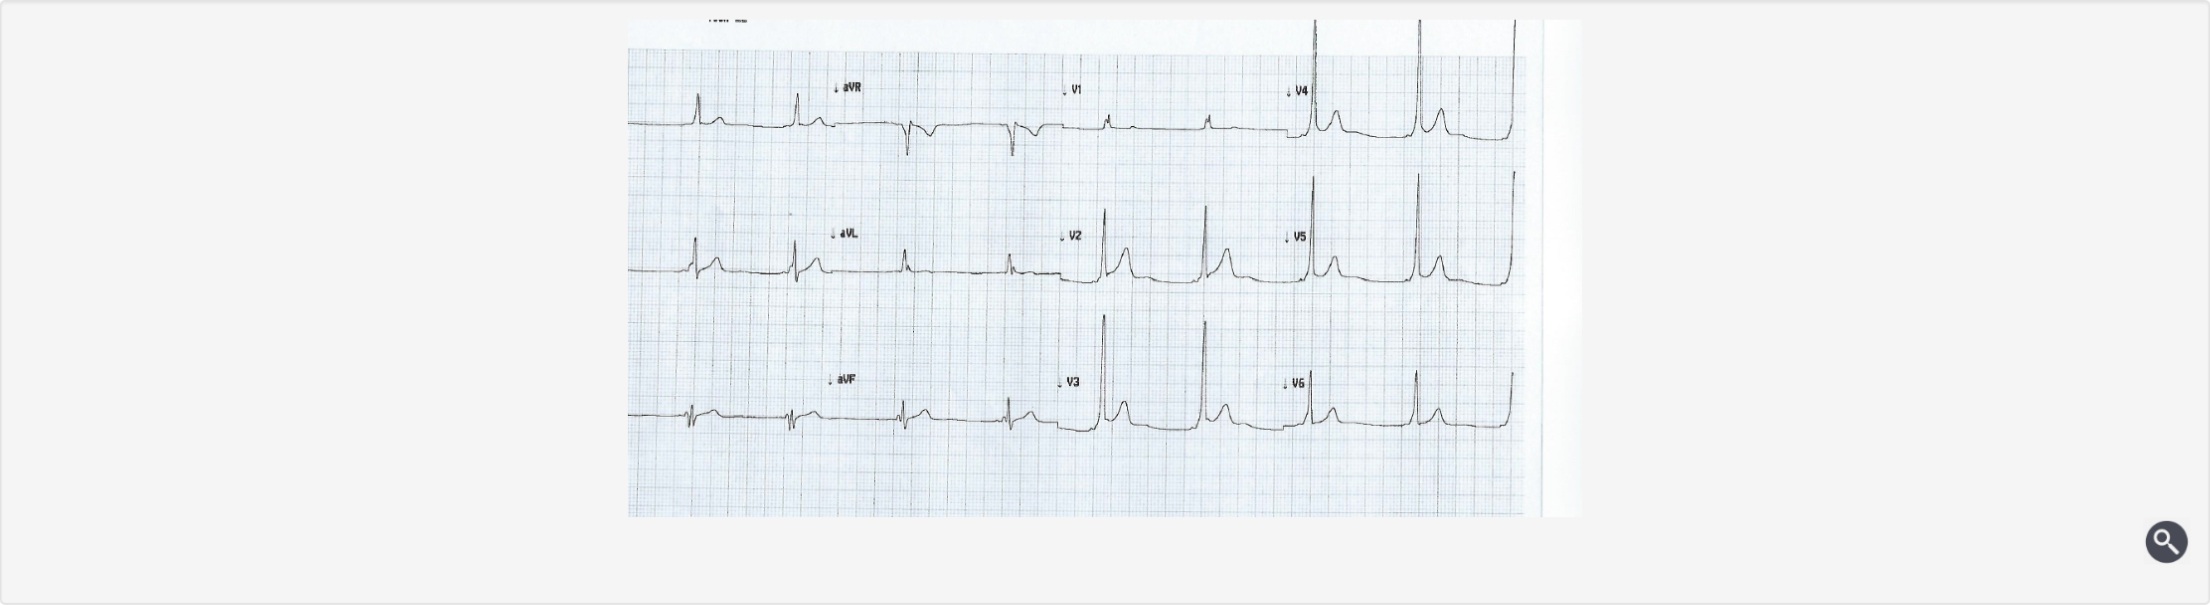 ↓ aVR
↓ V1
↓ V4
↓ aVL
↓ V2
↓ V5
↓ aVF
↓ V3
↓ V6